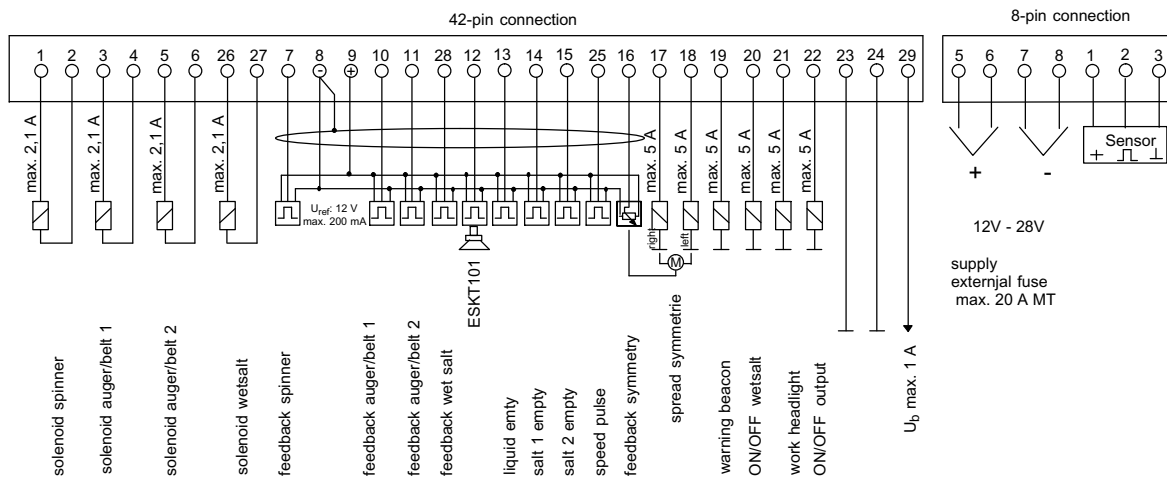 42-pin connection
8-pin connection
1 2 3 4 5 6 26 27 7 8 9 10 11 28 12 13 14 15 25 16 17 18 19 20 21 22 23 24 29
5 6 7 8 1 2 3
- +
max. 2,1 A
max. 2,1 A
max. 2,1 A
max. 2,1 A
max. 5 A
max. 5 A
max. 5 A
max. 5 A
max. 5 A
max. 5 A
Sensor
+ ⊥
+ -
Uref: 12 V
max. 200 mA
right
left
M
ESKT101
12V - 28V
supply
externjal fuse
max. 20 A MT
solenoid spinner
solenoid auger/belt 1
solenoid auger/belt 2
solenoid wetsalt
feedback spinner
feedback auger/belt 1
feedback auger/belt 2
feedback wet salt
liquid emty
salt 1 empty
salt 2 empty
speed pulse
feedback symmetry
spread symmetrie
warning beacon
ON/OFF wetsalt
work headlight
ON/OFF output
Ub max. 1 A